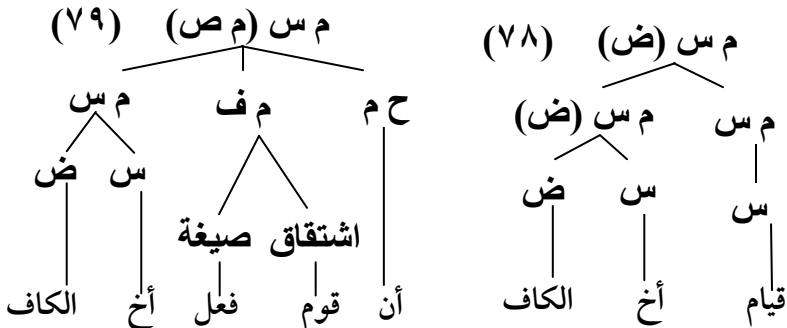 م س (ض) (٧٨)
م س م س (ض)
س س ض
قيام أخ الكاف
م س (م ص) (٧٩)
ح م م ف م س
س ض
اشتقاق صيغة
أن قوم فعل أخ الكاف